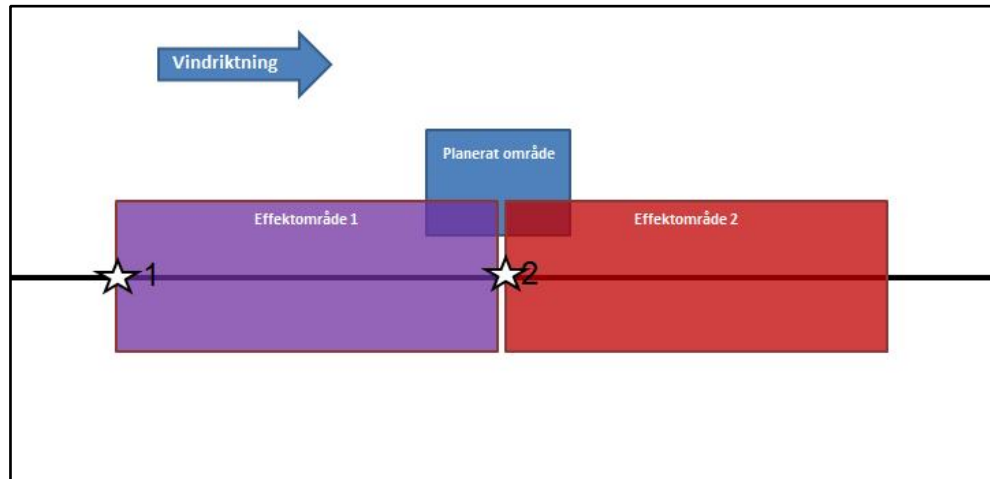 Vindriktning
Planerat område
Effektområde 1
Effektområde 2
1
2